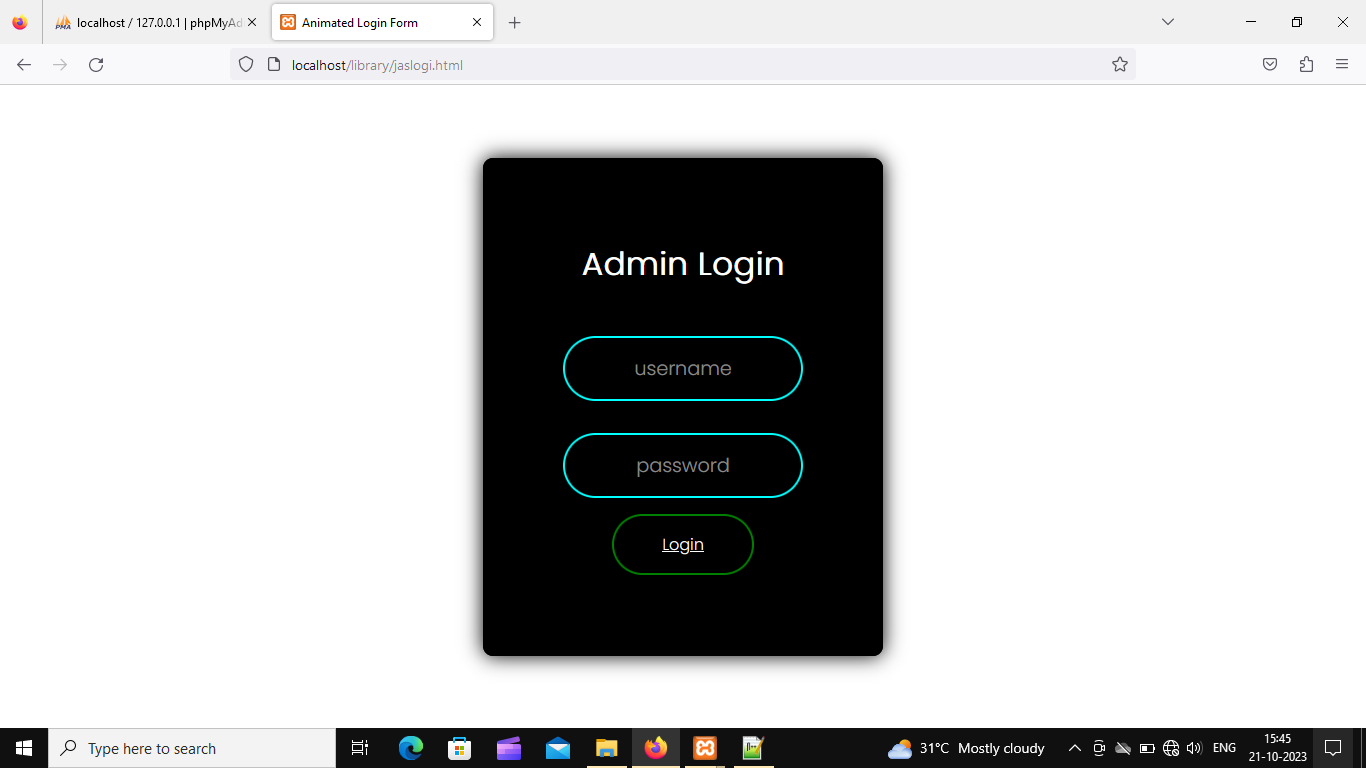 localhost / 127.0.0.1 | phpMyAd
Animated Login Form
localhost/library/jaslogi.html
Admin Login
username
password
Login
Type here to search
31°C Mostly cloudy
ENG
15:45
21-10-2023